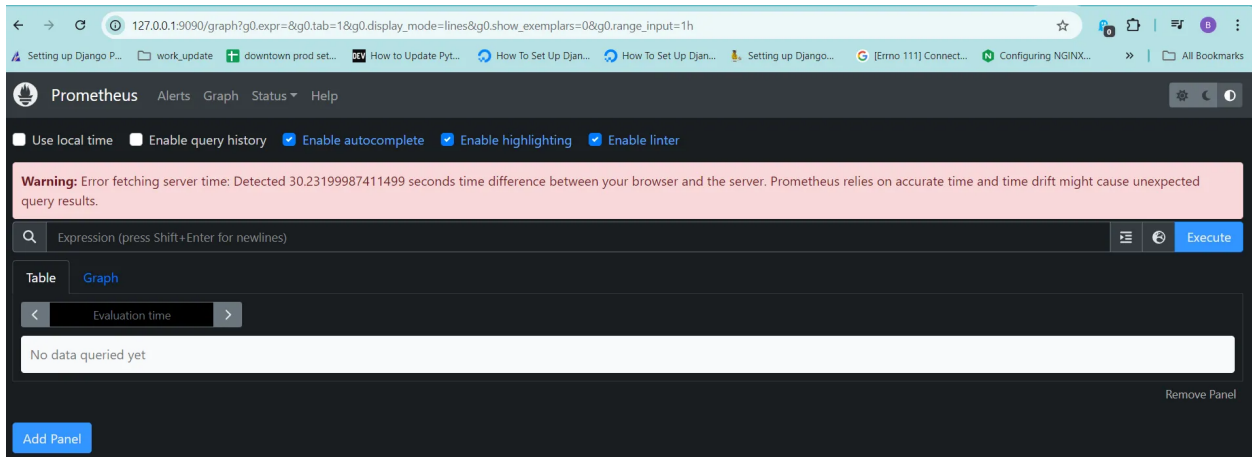 127.0.0.1:9090/graph?g0.expr=&g0.tab=1&g0.display_mode=lines&g0.show_exemplars=0&g0.range_input=1h
0 B
Setting up Django P... work_update downtown prod set... DEV How to Update Pyt... How To Set Up Djan... How To Set Up Djan... Setting up Django... G [Errno 111] Connect... N Configuring NGINX... » All Bookmarks
Prometheus Alerts Graph Status Help
Use local time Enable query history Enable autocomplete Enable highlighting Enable linter
Warning: Error fetching server time: Detected 30.23199987411499 seconds time difference between your browser and the server. Prometheus relies on accurate time and time drift might cause unexpected
query results.
Expression (press Shift+Enter for newlines) Execute
Table Graph
Evaluation time
No data queried yet
Remove Panel
Add Panel